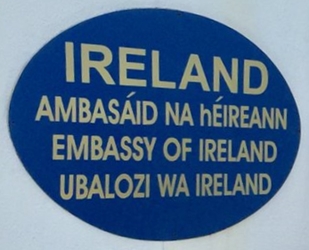 IRELAND
AMBASÁID NA hÉIREANN
EMBASSY OF IRELAND
UBALOZI WA IRELAND